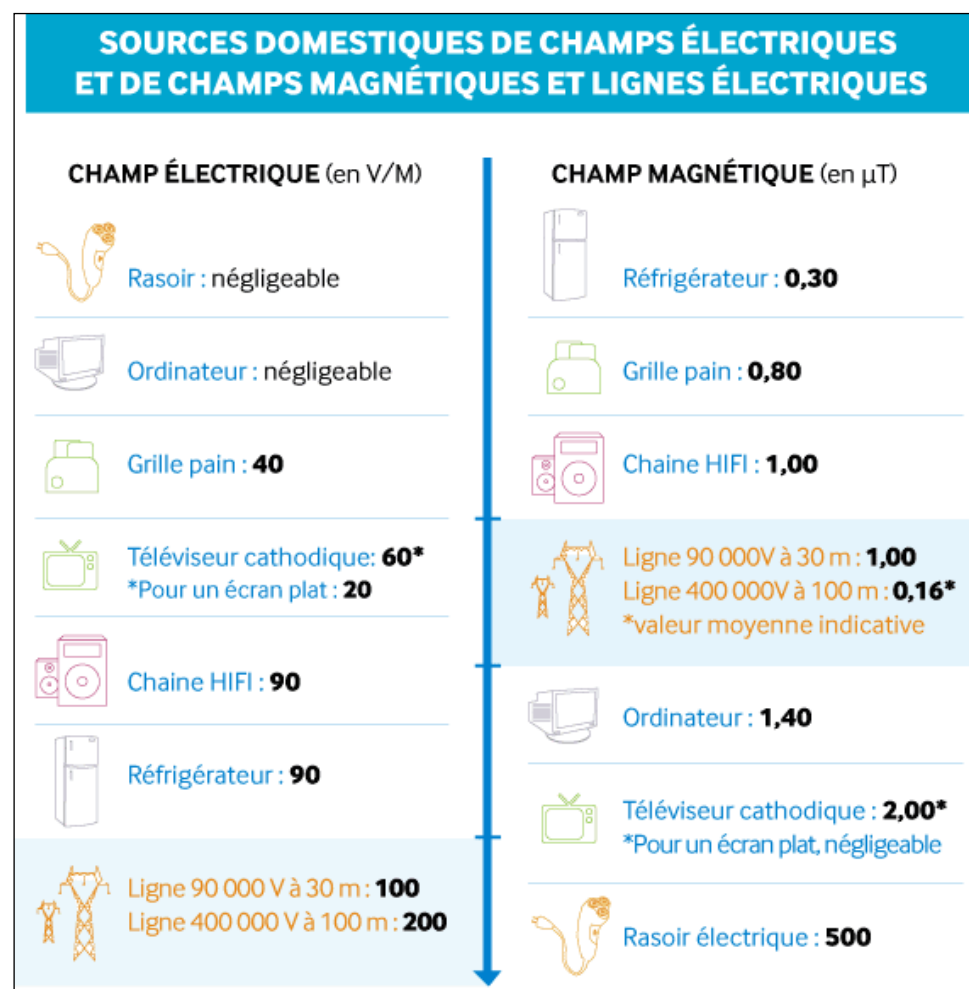 SOURCES DOMESTIQUES DE CHAMPS ÉLECTRIQUES
ET DE CHAMPS MAGNÉTIQUES ET LIGNES ÉLECTRIQUES
CHAMP ÉLECTRIQUE (en V/M)
Rasoir : négligeable
Ordinateur : négligeable
Grille pain : 40
Téléviseur cathodique: 60*
*Pour un écran plat : 20
Chaine HIFI : 90
Réfrigérateur : 90
Ligne 90 000 V à 30 m : 100
Ligne 400 000 V à 100 m : 200
CHAMP MAGNÉTIQUE (en µT)
Réfrigérateur : 0,30
Grille pain : 0,80
Chaine HIFI : 1,00
Ligne 90 000V à 30 m : 1,00
Ligne 400 000V à 100 m : 0,16*
*valeur moyenne indicative
Ordinateur : 1,40
Téléviseur cathodique : 2,00*
*Pour un écran plat, négligeable
Rasoir électrique : 500